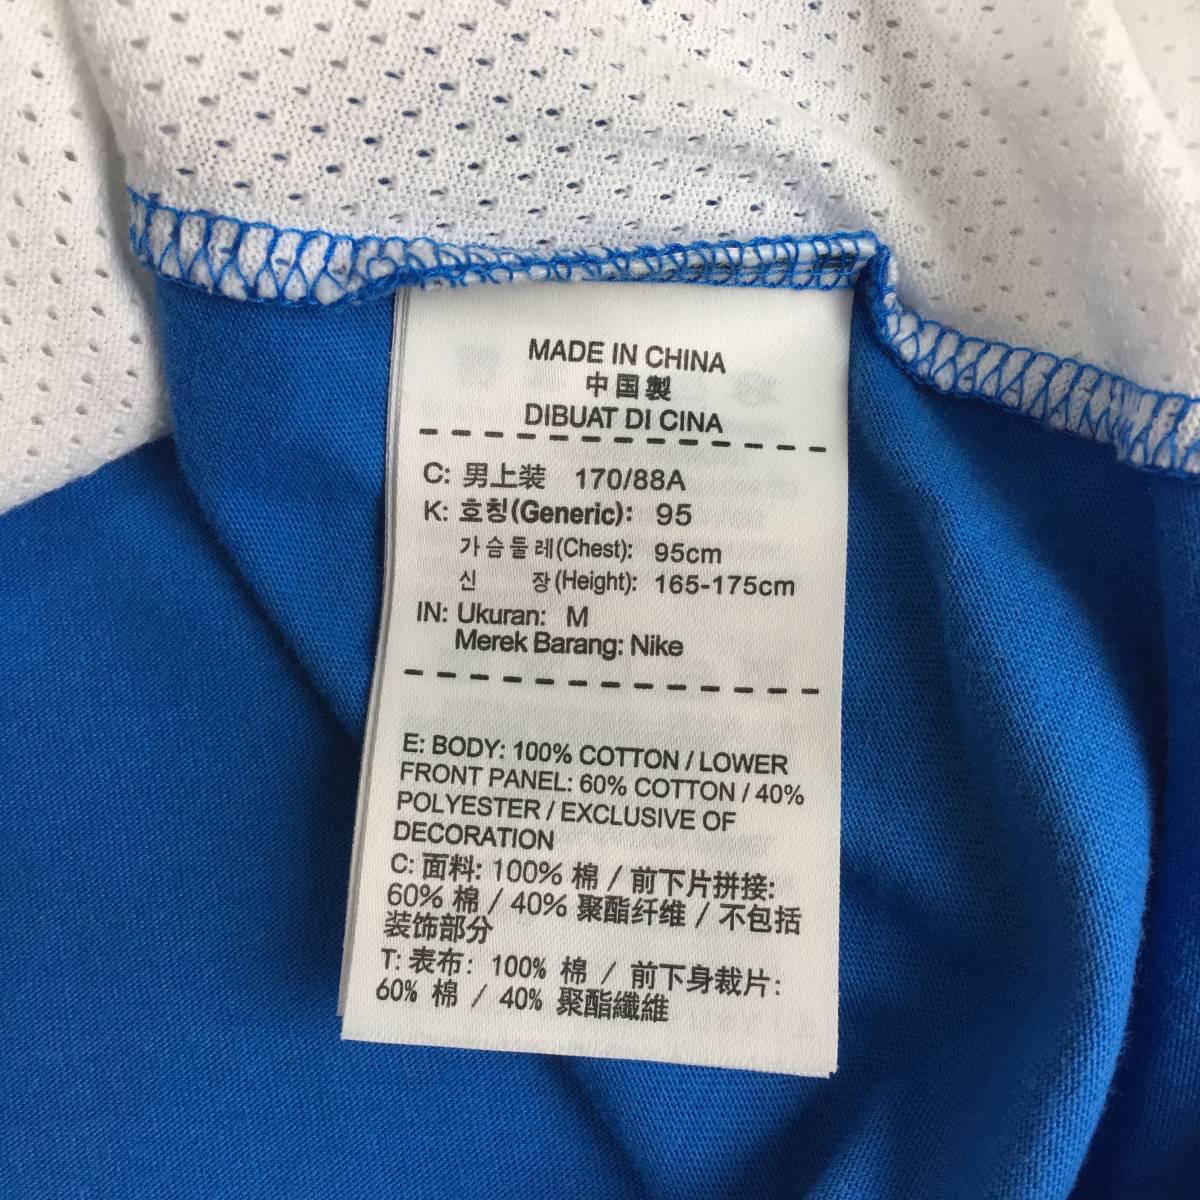 MADE IN CHINA
中国製
DIBUAT DI CINA
C: 男上装 170/88A
K: 호칭(Generic): 95
가슴둘레(Chest): 95cm
신 장(Height): 165-175cm
IN: Ukuran: M
Merek Barang: Nike
E: BODY: 100% COTTON / LOWER
FRONT PANEL: 60% COTTON / 40%
POLYESTER / EXCLUSIVE OF
DECORATION
C: 面料: 100% 棉 / 前下片拼接:
60% 棉 / 40% 聚酯纤维 / 不包括
装饰部分
T: 表布: 100% 棉 / 前下身裁片:
60% 棉 / 40% 聚酯纖維